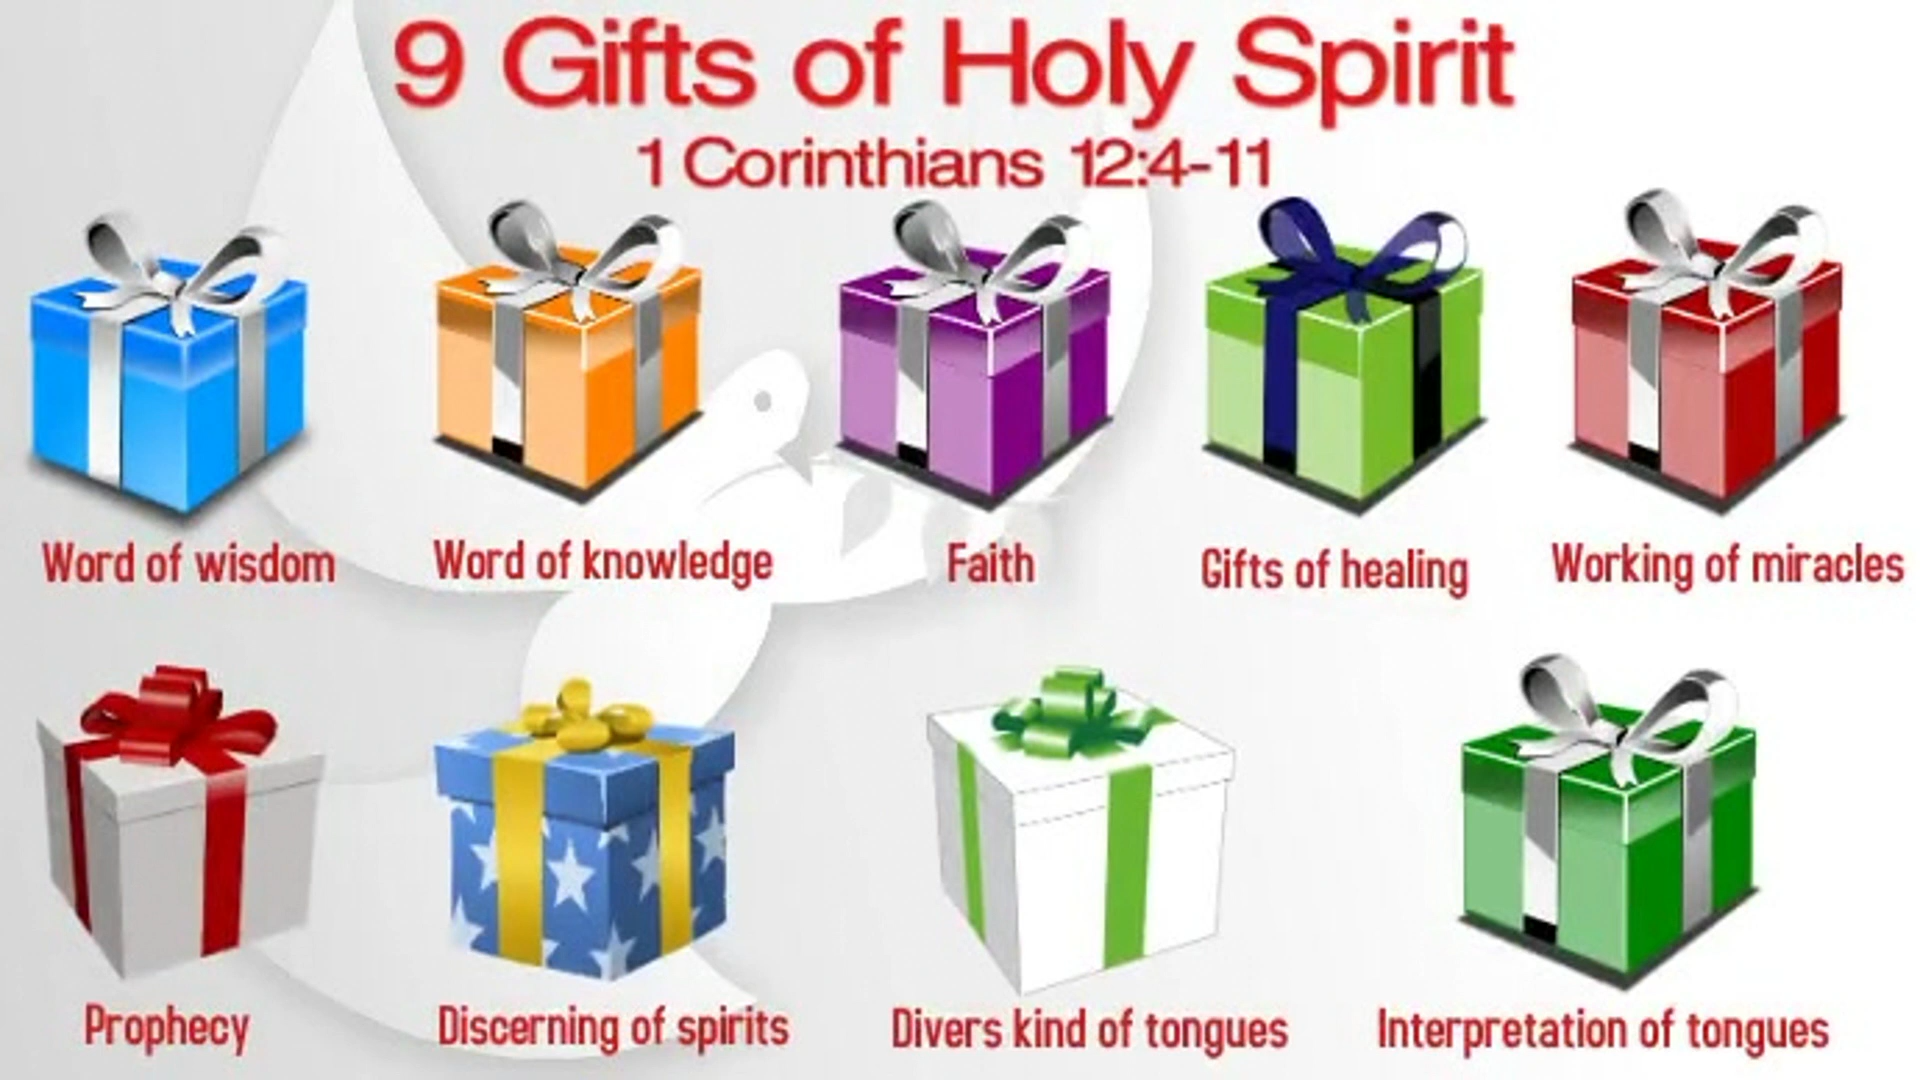 9 Gifts of Holy Spirit
1 Corinthians 12:4-11
Word of wisdom
Word of knowledge
Faith
Gifts of healing
Working of miracles
Prophecy
Discerning of spirits
Divers kind of tongues
Interpretation of tongues